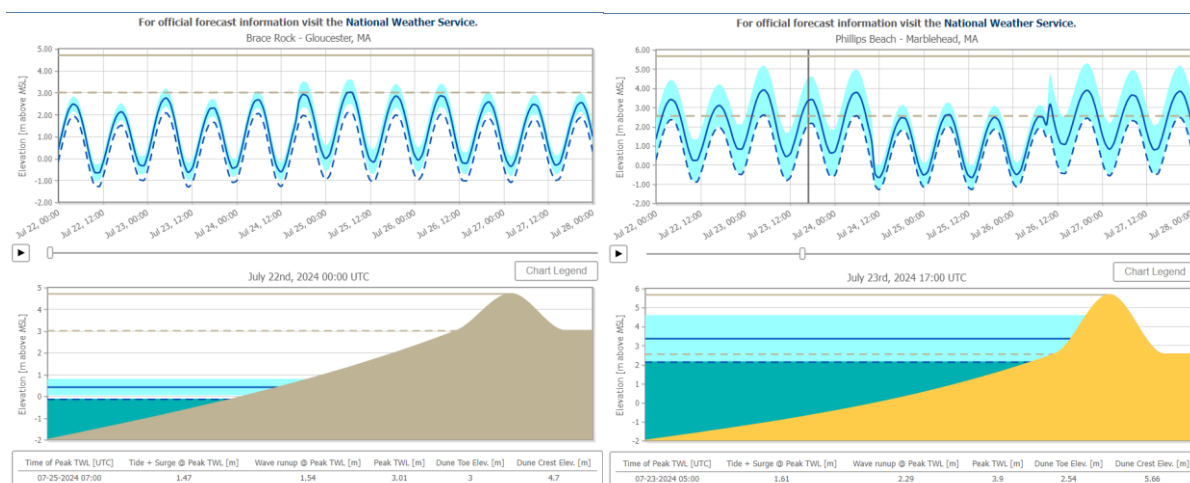 For official forecast information visit the National Weather Service.
Brace Rock - Gloucester, MA
Elevation [m above MSL]
5.00
4.00
3.00
2.00
1.00
0.00
-1.00
-2.00
Jul 22, 00:00
Jul 22, 12:00
Jul 23, 00:00
Jul 23, 12:00
Jul 24, 00:00
Jul 24, 12:00
Jul 25, 00:00
Jul 25, 12:00
Jul 26, 00:00
Jul 26, 12:00
Jul 27, 00:00
Jul 27, 12:00
Jul 28, 00:00
Chart Legend
July 22nd, 2024 00:00 UTC
Elevation [m above MSL]
5
4
3
2
1
0
-1
-2
Time of Peak TWL [UTC] Tide + Surge @ Peak TWL [m] Wave runup @ Peak TWL [m] Peak TWL [m] Dune Toe Elev. [m] Dune Crest Elev. [m]
07-25-2024 07:00 1.47 1.54 3.01 3 4.7
For official forecast information visit the National Weather Service.
Phillips Beach - Marblehead, MA
Elevation [m above MSL]
6.00
5.00
4.00
3.00
2.00
1.00
0.00
-1.00
-2.00
Jul 22, 00:00
Jul 22, 12:00
Jul 23, 00:00
Jul 23, 12:00
Jul 24, 00:00
Jul 24, 12:00
Jul 25, 00:00
Jul 25, 12:00
Jul 26, 00:00
Jul 26, 12:00
Jul 27, 00:00
Jul 27, 12:00
Jul 28, 00:00
Chart Legend
July 23rd, 2024 17:00 UTC
Elevation [m above MSL]
6
5
4
3
2
1
0
-1
-2
Time of Peak TWL [UTC] Tide + Surge @ Peak TWL [m] Wave runup @ Peak TWL [m] Peak TWL [m] Dune Toe Elev. [m] Dune Crest Elev. [m]
07-23-2024 05:00 1.61 2.29 3.9 2.54 5.66